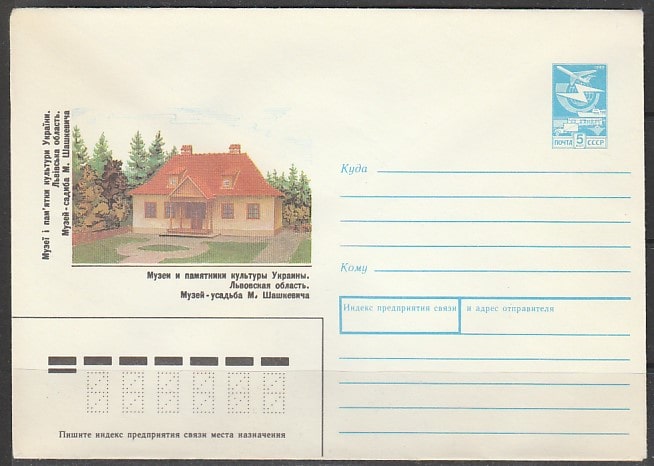 Музеї і пам'ятки культури України.
Львівська область.
Музей-садиба М. Шашкевича
Музеи и памятники культуры Украины.
Львовская область.
Музей-усадьба М. Шашкевича
ПОЧТА 5 СССР
Куда
Кому
Индекс предприятия связи и адрес отправителя
Пишите индекс предприятия связи места назначения